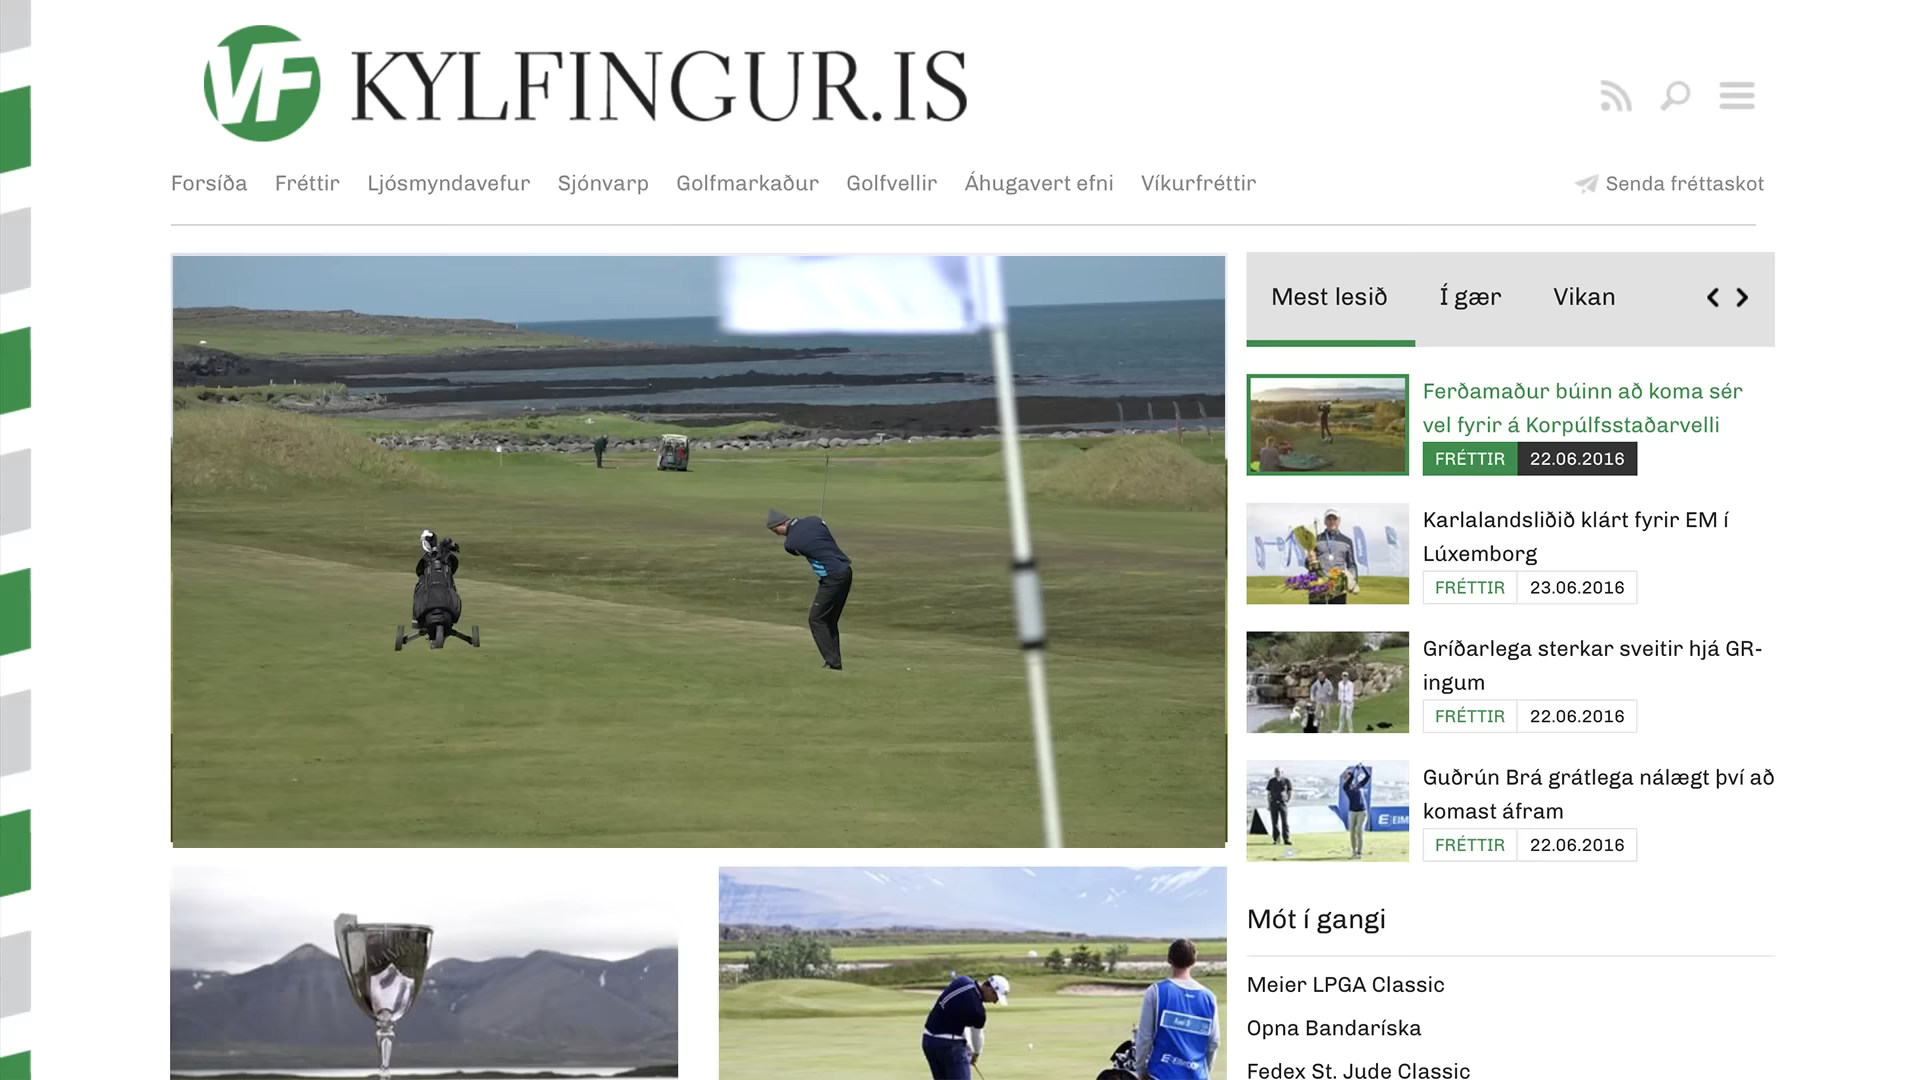 VF KYLFINGUR.IS
Forsíða Fréttir Ljósmyndavefur Sjónvarp Golfmarkaður Golfvellir Áhugavert efni Víkurfréttir Senda fréttaskot
Mest lesið Í gær Vikan
Ferðamaður búinn að koma sér
vel fyrir á Korpúlfsstaðarvelli
FRÉTTIR 22.06.2016
Karlalandsliðið klárt fyrir EM í
Lúxemborg
FRÉTTIR 23.06.2016
Gríðarlega sterkar sveitir hjá GR-
ingum
FRÉTTIR 22.06.2016
Guðrún Brá grátlega nálægt því að
komast áfram
FRÉTTIR 22.06.2016
Mót í gangi
Meier LPGA Classic
Opna Bandaríska
Fedex St. Jude Classic